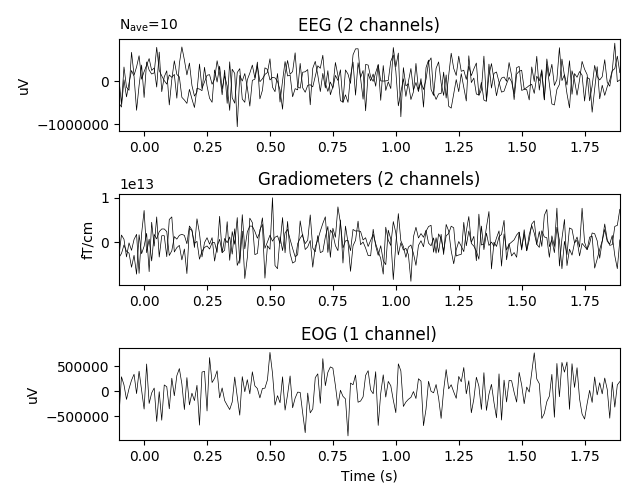 Nave=10
EEG (2 channels)
uV
0
−1000000
0.00 0.25 0.50 0.75 1.00 1.25 1.50 1.75
1e13
Gradiometers (2 channels)
fT/cm
1
0
0.00 0.25 0.50 0.75 1.00 1.25 1.50 1.75
EOG (1 channel)
uV
500000
0
−500000
0.00 0.25 0.50 0.75 1.00 1.25 1.50 1.75
Time (s)